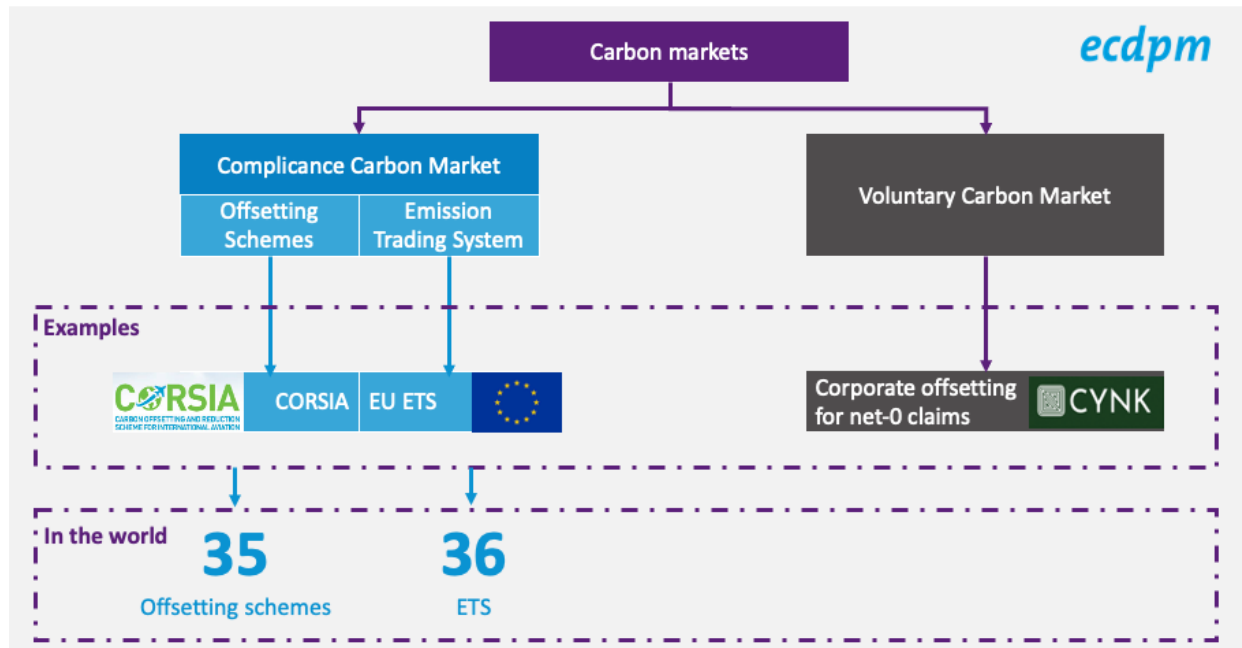 Carbon markets
ecdpm
Complicance Carbon Market
Offsetting
Schemes
Emission
Trading System
Voluntary Carbon Market
Examples
CORSIA
CARBON OFFSETTING AND REDUCTION
SCHEME FOR INTERNATIONAL AVIATION
CORSIA
EU ETS
Corporate offsetting
for net-0 claims
CYNK
In the world
35
Offsetting schemes
36
ETS